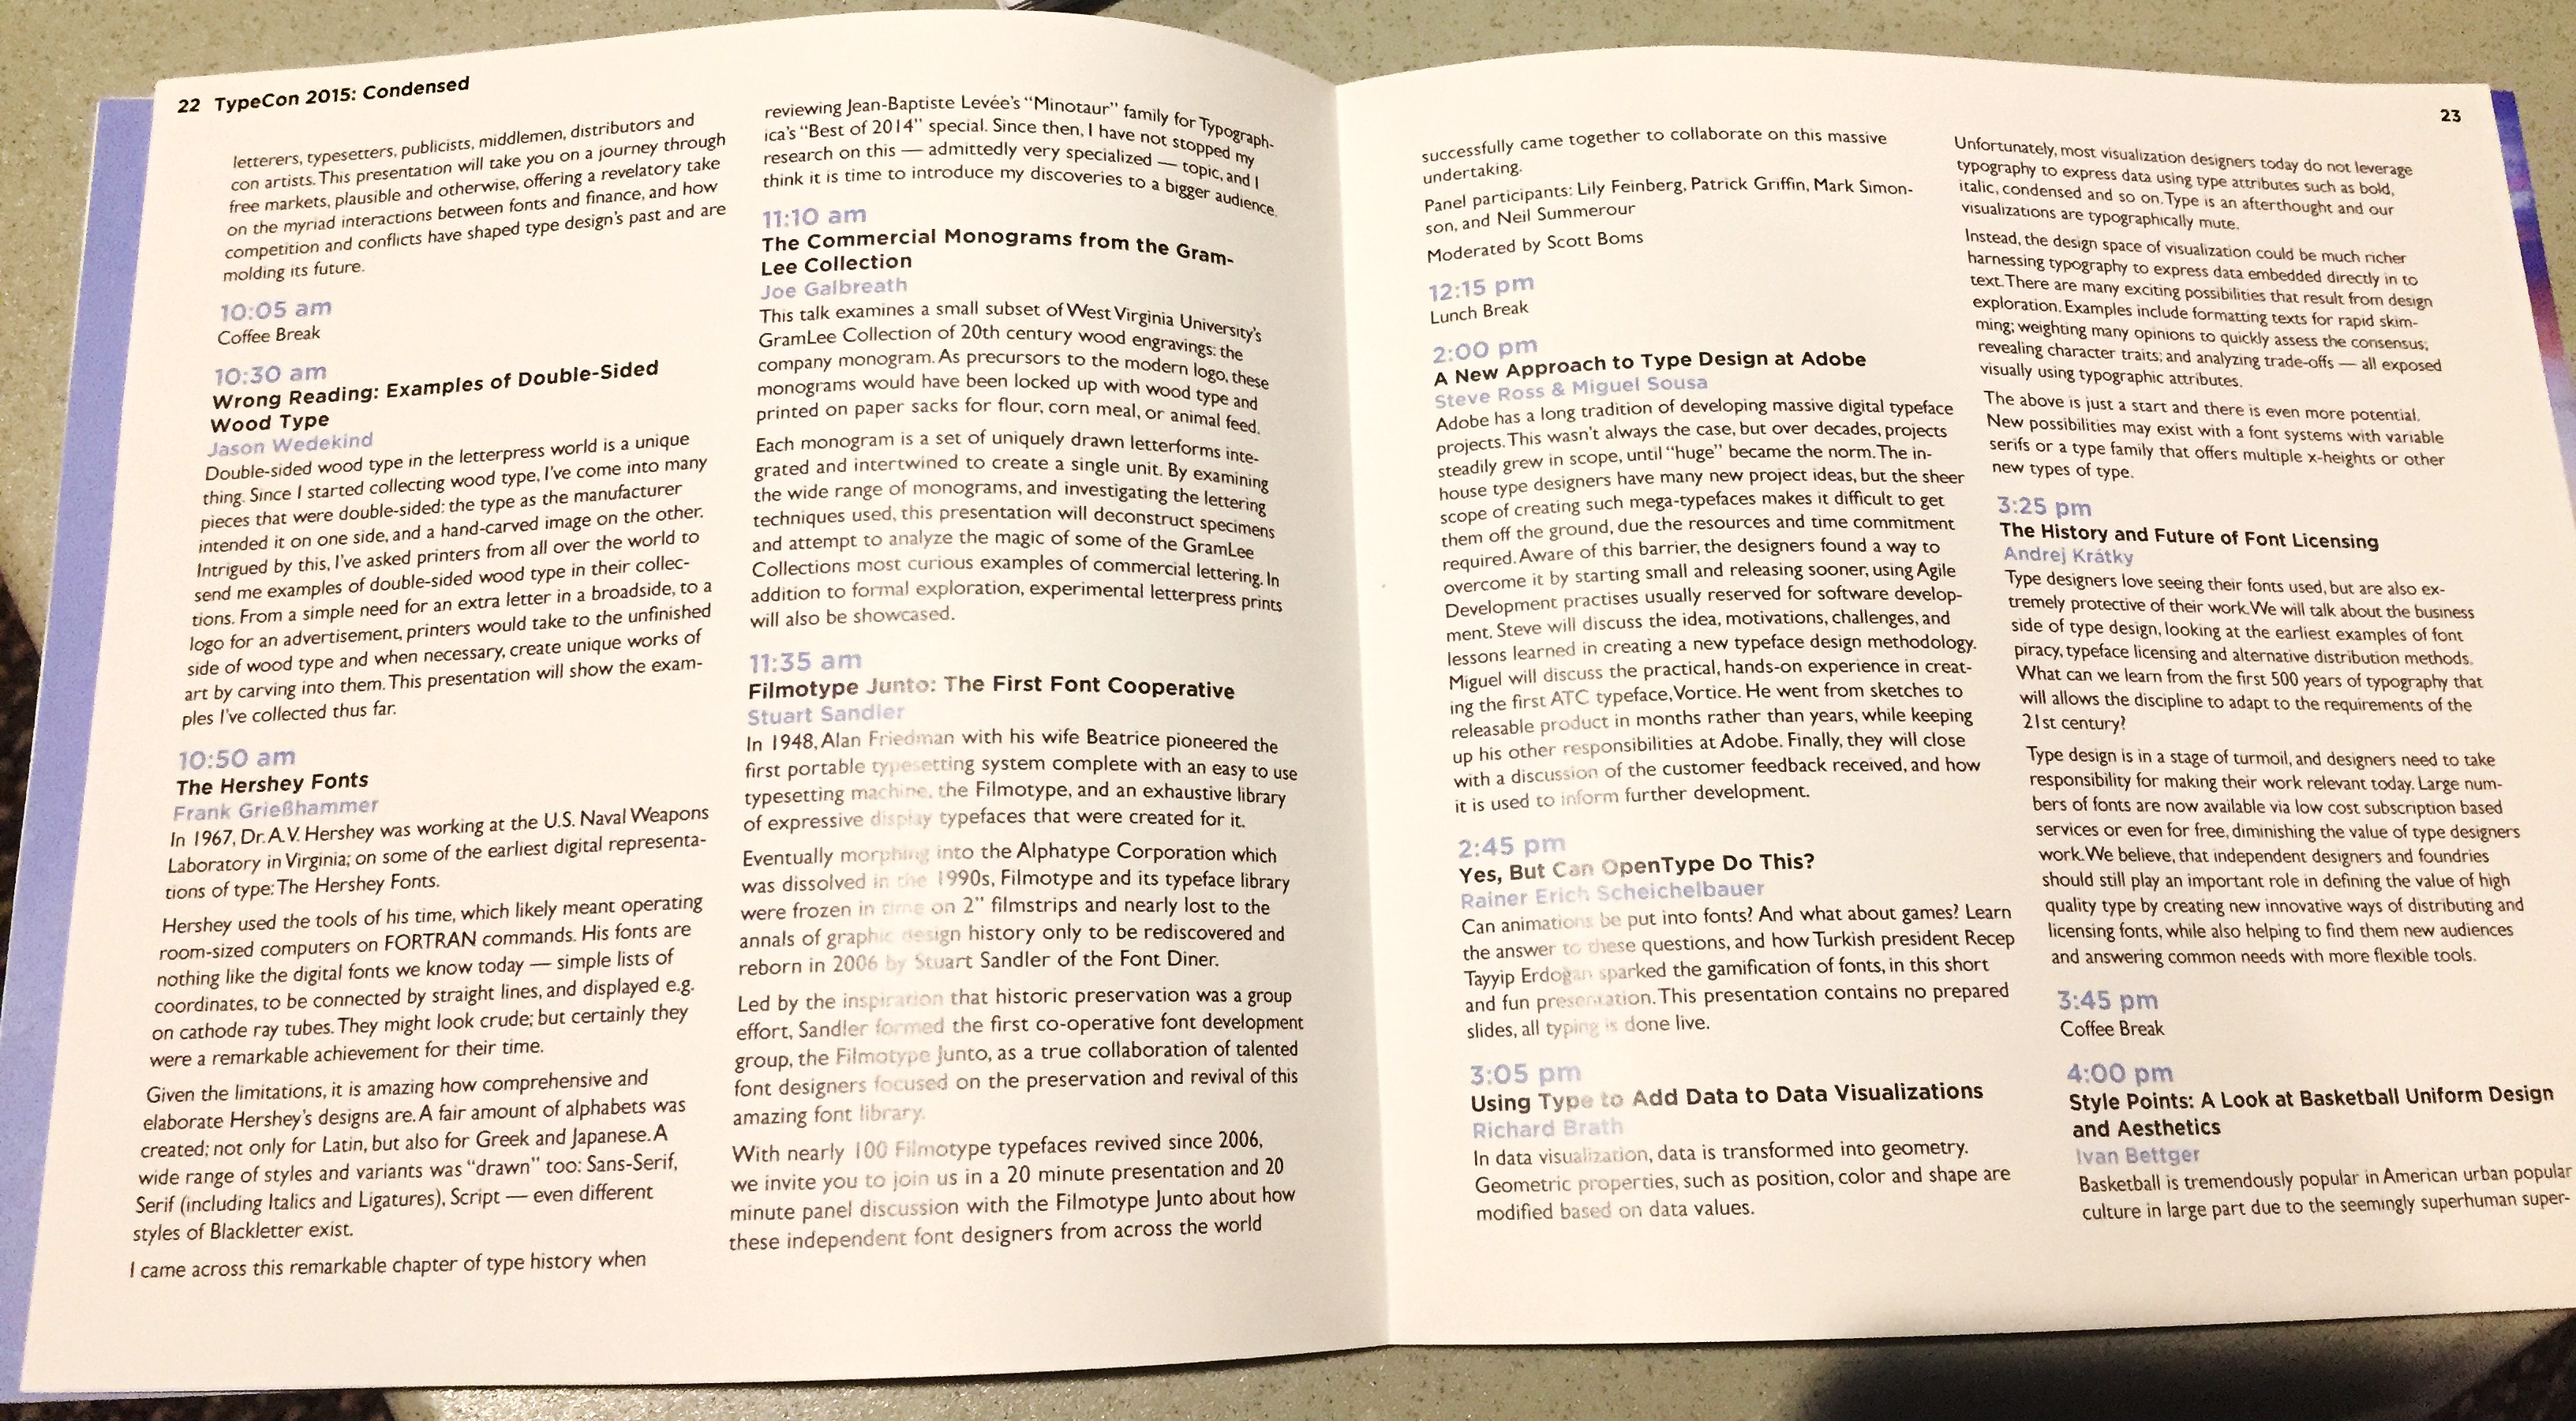 22 TypeCon 2015: Condensed
letterers, typesetters, publicists, middlemen, distributors and
con artists. This presentation will take you on a journey through
free markets, plausible and otherwise, offering a revelatory take
on the myriad interactions between fonts and finance, and how
competition and conflicts have shaped type design's past and are
molding its future.
10:05 am
Coffee Break
10:30 am
Wrong Reading: Examples of Double-Sided
Wood Type
Jason Wedekind
Double-sided wood type in the letterpress world is a unique
thing. Since I started collecting wood type, I've come into many
pieces that were double-sided: the type as the manufacturer
intended it on one side, and a hand-carved image on the other.
Intrigued by this, I've asked printers from all over the world to
send me examples of double-sided wood type in their collec-
tions. From a simple need for an extra letter in a broadside, to a
logo for an advertisement, printers would take to the unfinished
side of wood type and when necessary, create unique works of
art by carving into them. This presentation will show the exam-
ples I've collected thus far.
10:50 am
The Hershey Fonts
Frank Grießhammer
In 1967, Dr. A.V. Hershey was working at the U.S. Naval Weapons
Laboratory in Virginia; on some of the earliest digital representa-
tions of type: The Hershey Fonts.
Hershey used the tools of his time, which likely meant operating
room-sized computers on FORTRAN commands. His fonts are
nothing like the digital fonts we know today — simple lists of
coordinates, to be connected by straight lines, and displayed e.g.
on cathode ray tubes. They might look crude; but certainly they
were a remarkable achievement for their time.
Given the limitations, it is amazing how comprehensive and
elaborate Hershey's designs are. A fair amount of alphabets was
created; not only for Latin, but also for Greek and Japanese. A
wide range of styles and variants was "drawn" too: Sans-Serif,
Serif (including Italics and Ligatures), Script — even different
styles of Blackletter exist.
I came across this remarkable chapter of type history when
reviewing Jean-Baptiste Levée's "Minotaur" family for Typograph-
ica's "Best of 2014" special. Since then, I have not stopped my
research on this — admittedly very specialized — topic, and I
think it is time to introduce my discoveries to a bigger audience.
11:10 am
The Commercial Monograms from the Gram-
Lee Collection
Joe Galbreath
This talk examines a small subset of West Virginia University's
GramLee Collection of 20th century wood engravings: the
company monogram. As precursors to the modern logo, these
monograms would have been locked up with wood type and
printed on paper sacks for flour, corn meal, or animal feed.
Each monogram is a set of uniquely drawn letterforms inte-
grated and intertwined to create a single unit. By examining
the wide range of monograms, and investigating the lettering
techniques used, this presentation will deconstruct specimens
and attempt to analyze the magic of some of the GramLee
Collections most curious examples of commercial lettering. In
addition to formal exploration, experimental letterpress prints
will also be showcased.
11:35 am
Filmotype Junto: The First Font Cooperative
Stuart Sandler
In 1948, Alan Friedman with his wife Beatrice pioneered the
first portable typesetting system complete with an easy to use
typesetting machine, the Filmotype, and an exhaustive library
of expressive display typefaces that were created for it.
Eventually morphing into the Alphatype Corporation which
was dissolved in the 1990s, Filmotype and its typeface library
were frozen in time on 2" filmstrips and nearly lost to the
annals of graphic design history only to be rediscovered and
reborn in 2006 by Stuart Sandler of the Font Diner.
Led by the inspiration that historic preservation was a group
effort, Sandler formed the first co-operative font development
group, the Filmotype Junto, as a true collaboration of talented
font designers focused on the preservation and revival of this
amazing font library.
With nearly 100 Filmotype typefaces revived since 2006,
we invite you to join us in a 20 minute presentation and 20
minute panel discussion with the Filmotype Junto about how
these independent font designers from across the world
23
successfully came together to collaborate on this massive
undertaking.
Panel participants: Lily Feinberg, Patrick Griffin, Mark Simon-
son, and Neil Summerour
Moderated by Scott Boms
12:15 pm
Lunch Break
2:00 pm
A New Approach to Type Design at Adobe
Steve Ross & Miguel Sousa
Adobe has a long tradition of developing massive digital typeface
projects. This wasn't always the case, but over decades, projects
steadily grew in scope, until "huge" became the norm. The in-
house type designers have many new project ideas, but the sheer
scope of creating such mega-typefaces makes it difficult to get
them off the ground, due the resources and time commitment
required. Aware of this barrier, the designers found a way to
overcome it by starting small and releasing sooner, using Agile
Development practises usually reserved for software develop-
ment. Steve will discuss the idea, motivations, challenges, and
lessons learned in creating a new typeface design methodology.
Miguel will discuss the practical, hands-on experience in creat-
ing the first ATC typeface, Vortice. He went from sketches to
releasable product in months rather than years, while keeping
up his other responsibilities at Adobe. Finally, they will close
with a discussion of the customer feedback received, and how
it is used to inform further development.
2:45 pm
Yes, But Can OpenType Do This?
Rainer Erich Scheichelbauer
Can animations be put into fonts? And what about games? Learn
the answer to these questions, and how Turkish president Recep
Tayyip Erdoğan sparked the gamification of fonts, in this short
and fun presentation. This presentation contains no prepared
slides, all typing is done live.
3:05 pm
Using Type to Add Data to Data Visualizations
Richard Brath
In data visualization, data is transformed into geometry.
Geometric properties, such as position, color and shape are
modified based on data values.
Unfortunately, most visualization designers today do not leverage
typography to express data using type attributes such as bold,
italic, condensed and so on. Type is an afterthought and our
visualizations are typographically mute.
Instead, the design space of visualization could be much richer
harnessing typography to express data embedded directly in to
text. There are many exciting possibilities that result from design
exploration. Examples include formatting texts for rapid skim-
ming; weighting many opinions to quickly assess the consensus;
revealing character traits; and analyzing trade-offs — all exposed
visually using typographic attributes.
The above is just a start and there is even more potential.
New possibilities may exist with a font systems with variable
serifs or a type family that offers multiple x-heights or other
new types of type.
3:25 pm
The History and Future of Font Licensing
Andrej Krátky
Type designers love seeing their fonts used, but are also ex-
tremely protective of their work. We will talk about the business
side of type design, looking at the earliest examples of font
piracy, typeface licensing and alternative distribution methods.
What can we learn from the first 500 years of typography that
will allows the discipline to adapt to the requirements of the
21st century?
Type design is in a stage of turmoil, and designers need to take
responsibility for making their work relevant today. Large num-
bers of fonts are now available via low cost subscription based
services or even for free, diminishing the value of type designers
work. We believe, that independent designers and foundries
should still play an important role in defining the value of high
quality type by creating new innovative ways of distributing and
licensing fonts, while also helping to find them new audiences
and answering common needs with more flexible tools.
3:45 pm
Coffee Break
4:00 pm
Style Points: A Look at Basketball Uniform Design
and Aesthetics
Ivan Bettger
Basketball is tremendously popular in American urban popular
culture in large part due to the seemingly superhuman super-